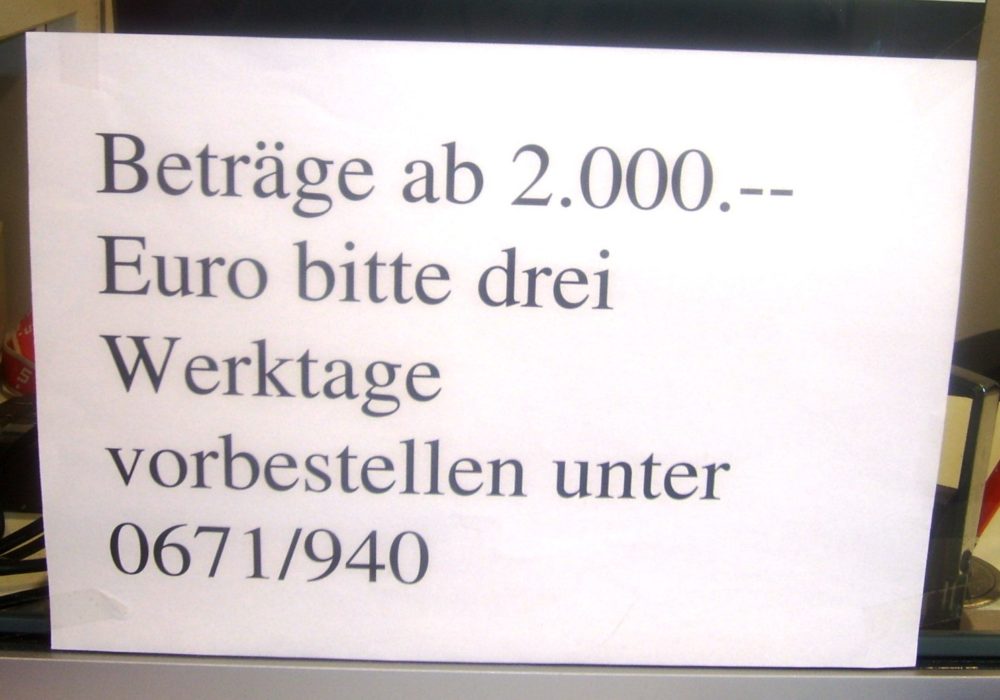 Beträge ab 2.000.--
Euro bitte drei
Werktage
vorbestellen unter
0671/940